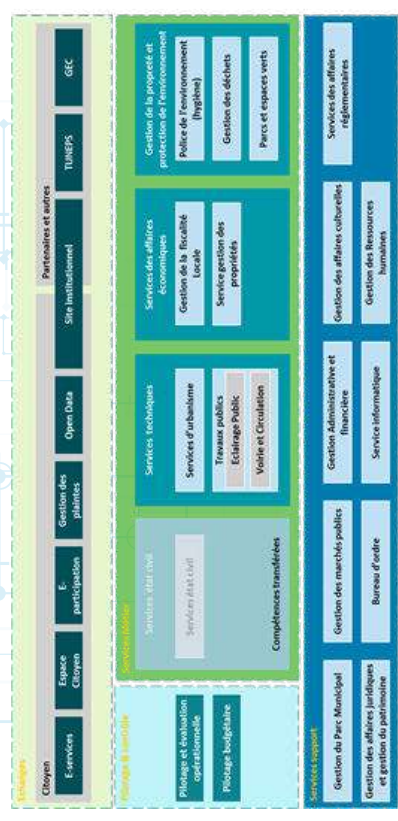 Echanges
Citoyen
E-services
Espace
Citoyen
E-
participation
Gestion des
plaintes
Open Data
Site Institutionnel
Partenaires et autres
TUNEPS
GEC
Pilotage et évaluation
opérationnelle
Pilotage budgétaire
Services Métier
Services état civil
Services état civil
Compétences transférées
Services techniques
Services d'urbanisme
Travaux publics
Eclairage Public
Voirie et Circulation
Services des affaires
économiques
Gestion de la fiscalité
Locale
Service gestion des
propriétés
Gestion de la propreté et
protection de l'environnement
Police de l'environnement
(hygiène)
Gestion des déchets
Parcs et espaces verts
Services support
Gestion du Parc Municipal
Gestion des affaires juridiques
et gestion du patrimoine
Gestion des marchés publics
Bureau d'ordre
Gestion Administrative et
financière
Service informatique
Gestion des affaires culturelles
Gestion des Ressources
humaines
Services des affaires
réglementaires